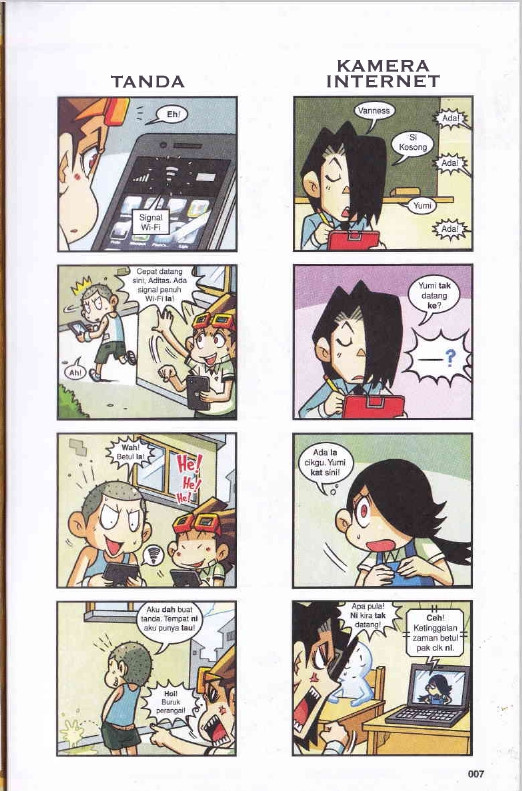 TANDA
Eh!
Signal
Wi-Fi
Cepat datang
sini, Aditas. Ada
signal penuh
Wi-Fi la!
Ah!
Wah!
Betul la!
He!
He!
He!
Aku dah buat
tanda. Tempat ni
aku punya tau!
Hoi!
Buruk
perangai!
KAMERA
INTERNET
Vanness
Ada!
Si
Kosong
Ada!
Yumi
Ada!
Yumi tak
datang
ke?
—?
Ada la
cikgu. Yumi
kat sini!
Apa pula!
Ni kira tak
datang!
Ceh!
Ketinggalan
zaman betul
pak cik ni.
007